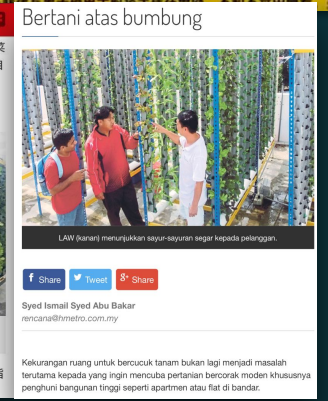 Bertani atas bumbung
LAW (kanan) menunjukkan sayur-sayuran segar kepada pelanggan.
f Share
Tweet
8+ Share
Syed Ismail Syed Abu Bakar
rencana@hmetro.com.my
Kekurangan ruang untuk bercucuk tanam bukan lagi menjadi masalah
terutama kepada yang ingin mencuba pertanian bercorak moden khususnya
penghuni bangunan tinggi seperti apartmen atau flat di bandar.